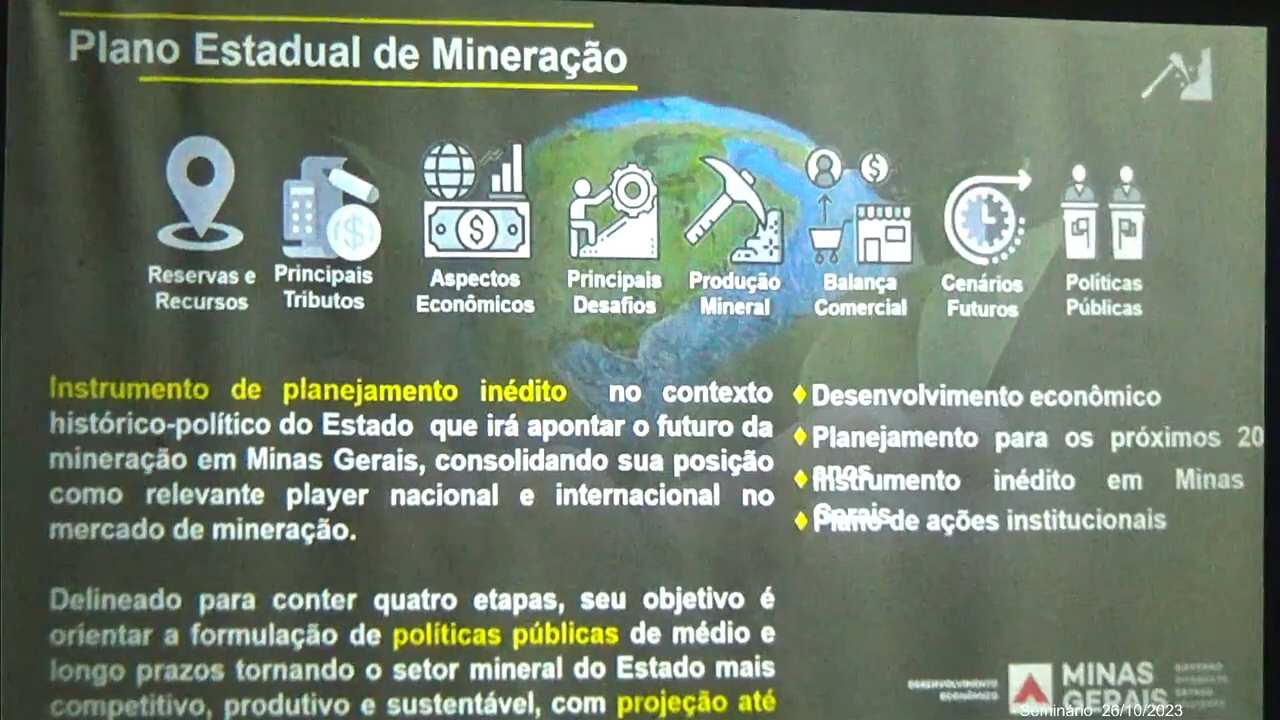 Plano Estadual de Mineração
Reservas e
Recursos
Principais
Tributos
Aspectos
Econômicos
Principais
Desafios
Produção
Mineral
Balança
Comercial
Cenários
Futuros
Políticas
Públicas
Instrumento de planejamento inédito no contexto
histórico-político do Estado que irá apontar o futuro da
mineração em Minas Gerais, consolidando sua posição
como relevante player nacional e internacional no
mercado de mineração.
Delineado para conter quatro etapas, seu objetivo é
orientar a formulação de políticas públicas de médio e
longo prazos tornando o setor mineral do Estado mais
competitivo, produtivo e sustentável, com projeção até
Desenvolvimento econômico
Planejamento para os próximos 20
anos
Instrumento inédito em Minas
Gerais
Plano de ações institucionais
DESENVOLVIMENTO
ECONÔMICO
MINAS
GERAIS
Seminário 26/10/2023